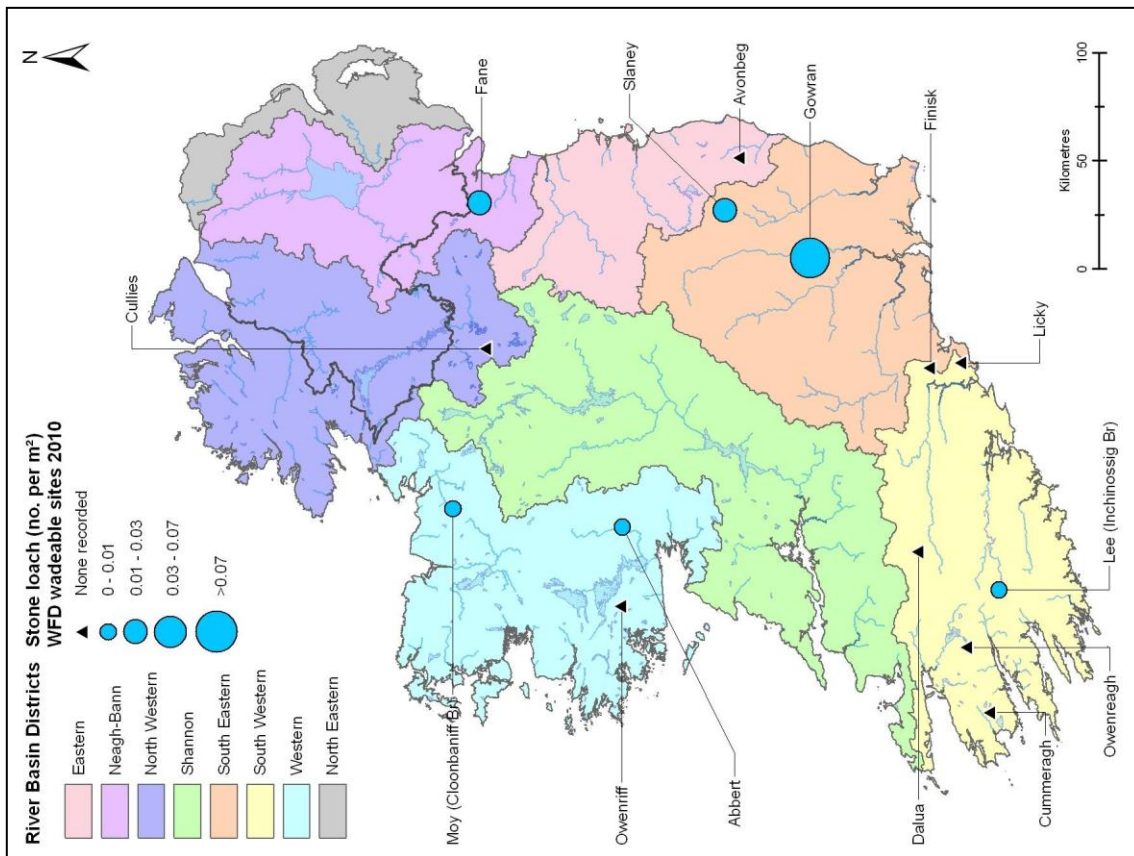 River Basin Districts
Eastern
Neagh-Bann
North Western
Shannon
South Eastern
South Western
Western
North Eastern
Stone loach (no. per m²)
WFD wadeable sites 2010
None recorded
0 - 0.01
0.01 - 0.03
0.03 - 0.07
>0.07
N
Cullies
Fane
Slaney
Avonbeg
Gowran
Finisk
Licky
Moy (Cloonbaniff Br)
Owenriff
Abbert
Dalua
Cummeragh
Owenreagh
Lee (Inchinossig Br)
0 50 100
Kilometres